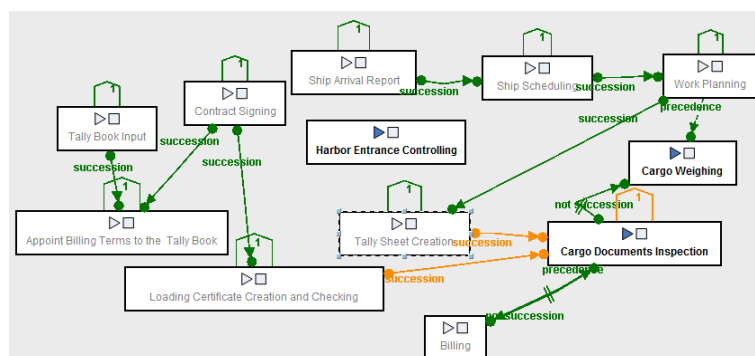 1
1
1
1
1
Ship Arrival Report
succession
Ship Scheduling
succession
Work Planning
Contract Signing
Tally Book Input
succession
succession
succession
succession
precedence
Harbor Entrance Controlling
Cargo Weighing
not succession
1
1
1
Appoint Billing Terms to the Tally Book
Tally Sheet Creation
succession
Cargo Documents Inspection
1
succession
precedence
Loading Certificate Creation and Checking
succession
Billing